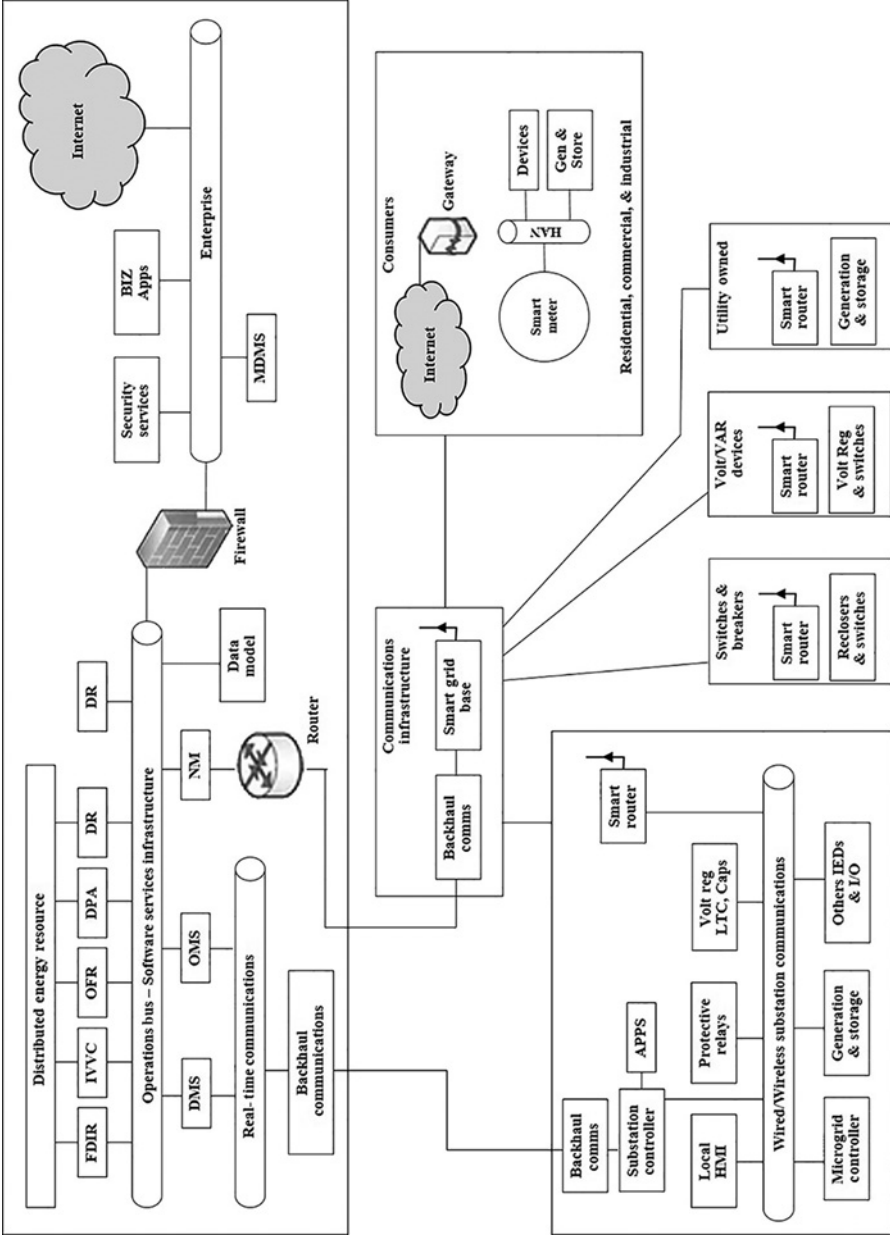 Distributed energy resource
FDIR
IVVC
OFR
DPA
DR
DR
Operations bus – Software services infrastructure
DMS
OMS
NM
Data
model
Real- time communications
Backhaul
communications
Router
Firewall
Internet
Security
services
BIZ
Apps
Enterprise
MDMS
Communications
infrastructure
Backhaul
comms
Smart grid
base
Consumers
Internet
Gateway
Smart
meter
HAN
Devices
Gen &
Store
Residential, commercial, & industrial
Backhaul
comms
Substation
controller
APPS
Smart
router
Local
HMI
Protective
relays
Volt reg
LTC, Caps
Wired/Wireless substation communications
Microgrid
controller
Generation
& storage
Others IEDs
& I/O
Switches &
breakers
Smart
router
Reclosers
& switches
Volt/VAR
devices
Smart
router
Volt Reg
& switches
Utility owned
Smart
router
Generation
& storage